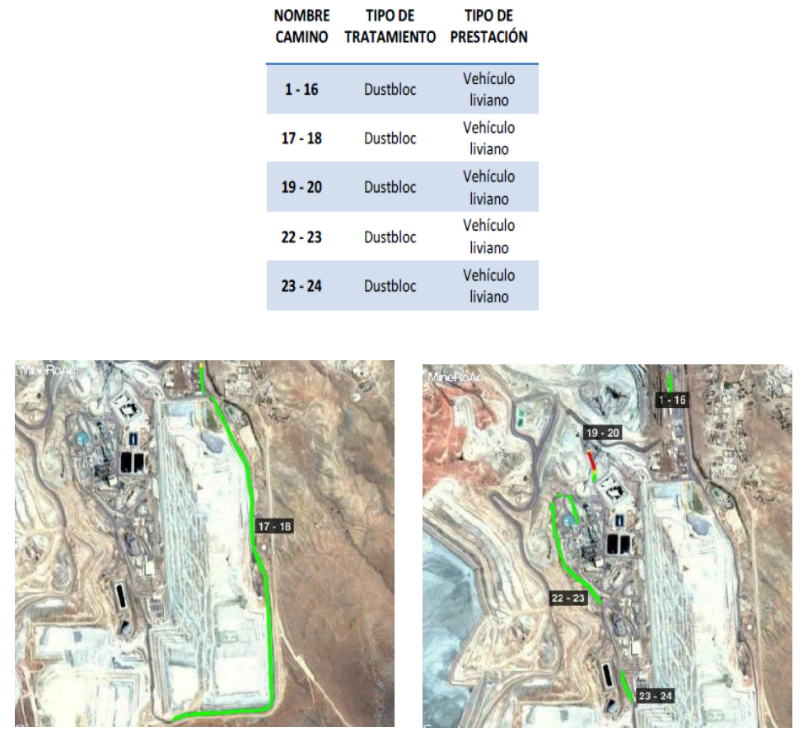 NOMBRE TIPO DE TIPO DE
CAMINO TRATAMIENTO PRESTACIÓN
1 - 16 Dustbloc Vehículo liviano
17 - 18 Dustbloc Vehículo liviano
19 - 20 Dustbloc Vehículo liviano
22 - 23 Dustbloc Vehículo liviano
23 - 24 Dustbloc Vehículo liviano
17 - 18
1 - 16
19 - 20
22 - 23
23 - 24